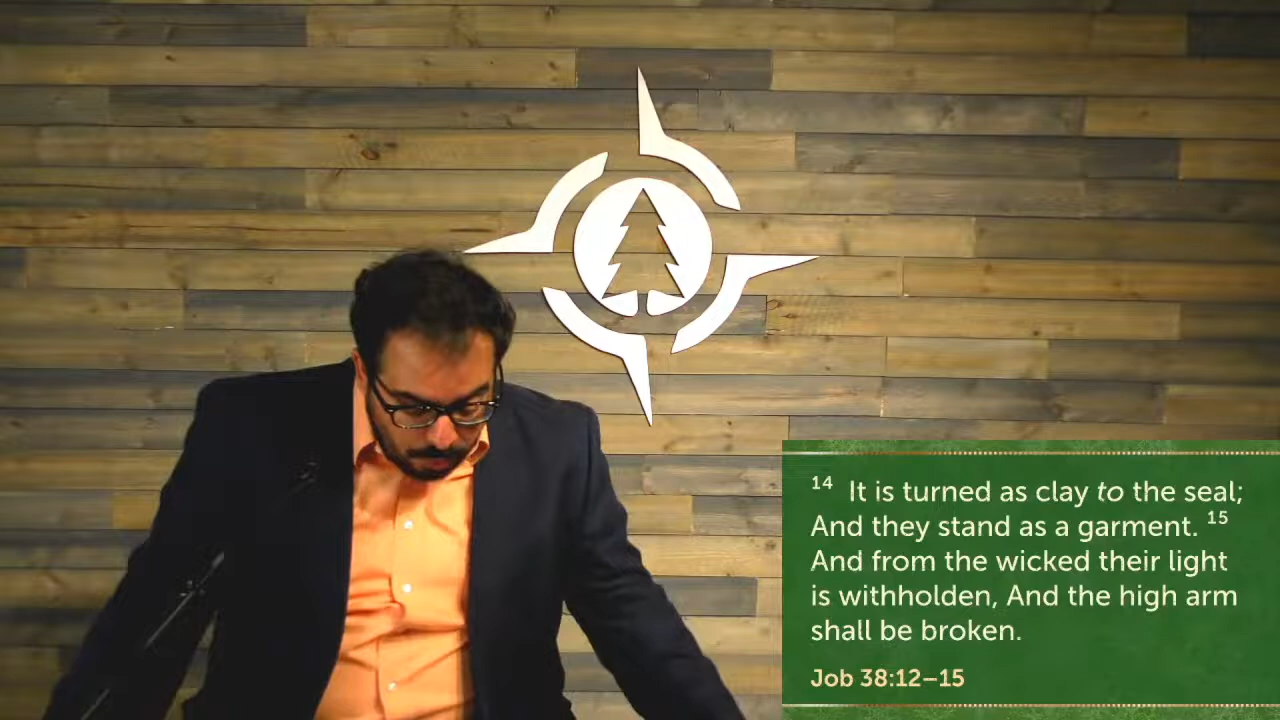 14 It is turned as clay to the seal;
And they stand as a garment. 15
And from the wicked their light
is withholden, And the high arm
shall be broken.
Job 38:12–15